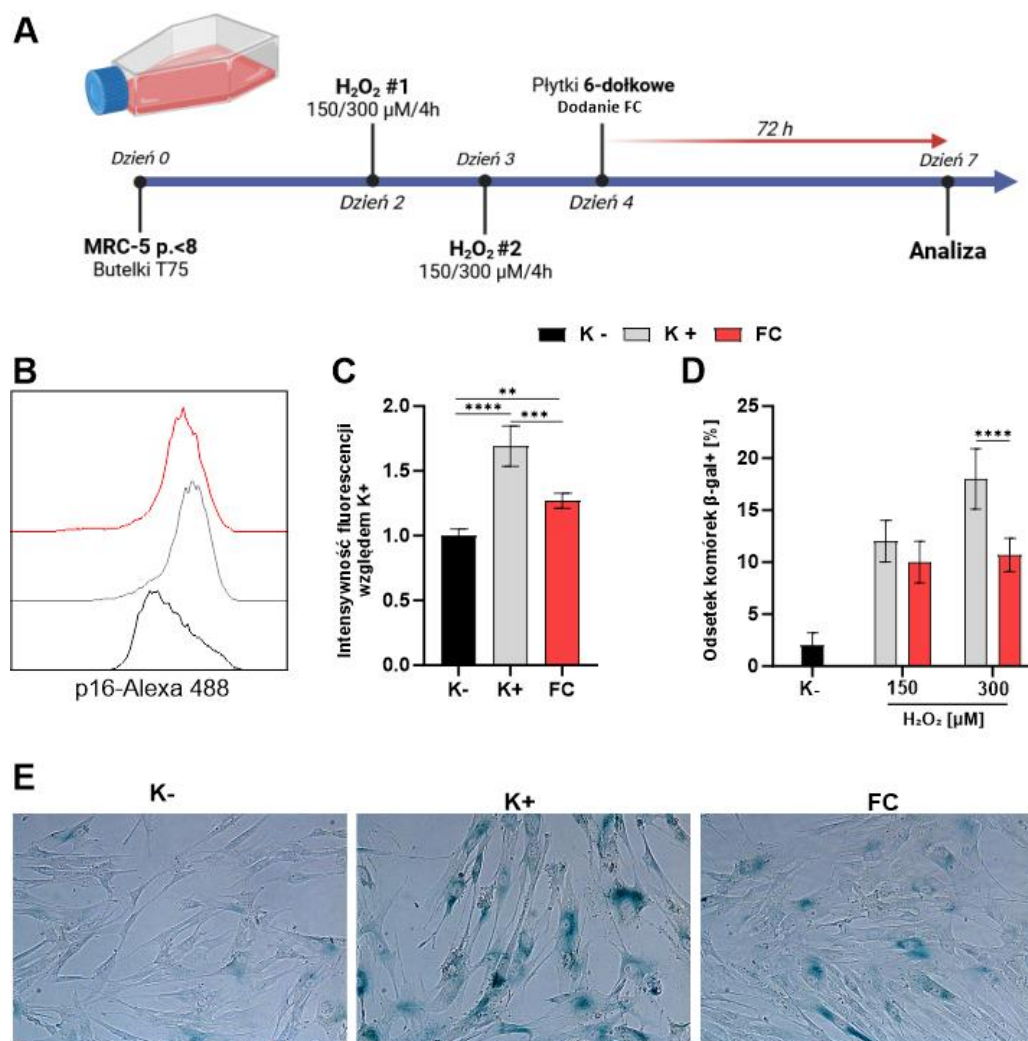 A
H₂O₂ #1
150/300 µM/4h
Płytki 6-dołkowe
Dodanie FC
72 h
Dzień 0
Dzień 3
Dzień 7
Dzień 2
Dzień 4
MRC-5 p.<8
Butelki T75
H₂O₂ #2
150/300 µM/4h
Analiza
K - K + FC
B
p16-Alexa 488
C
Intensywność fluorescencji
względem K+
2.0
1.5
1.0
0.5
0.0
**
**** ***
K- K+ FC
D
Odsetek komórek β-gal+ [%]
25
20
15
10
5
0
****
K- 150 300
H₂O₂ [µM]
E
K- K+ FC